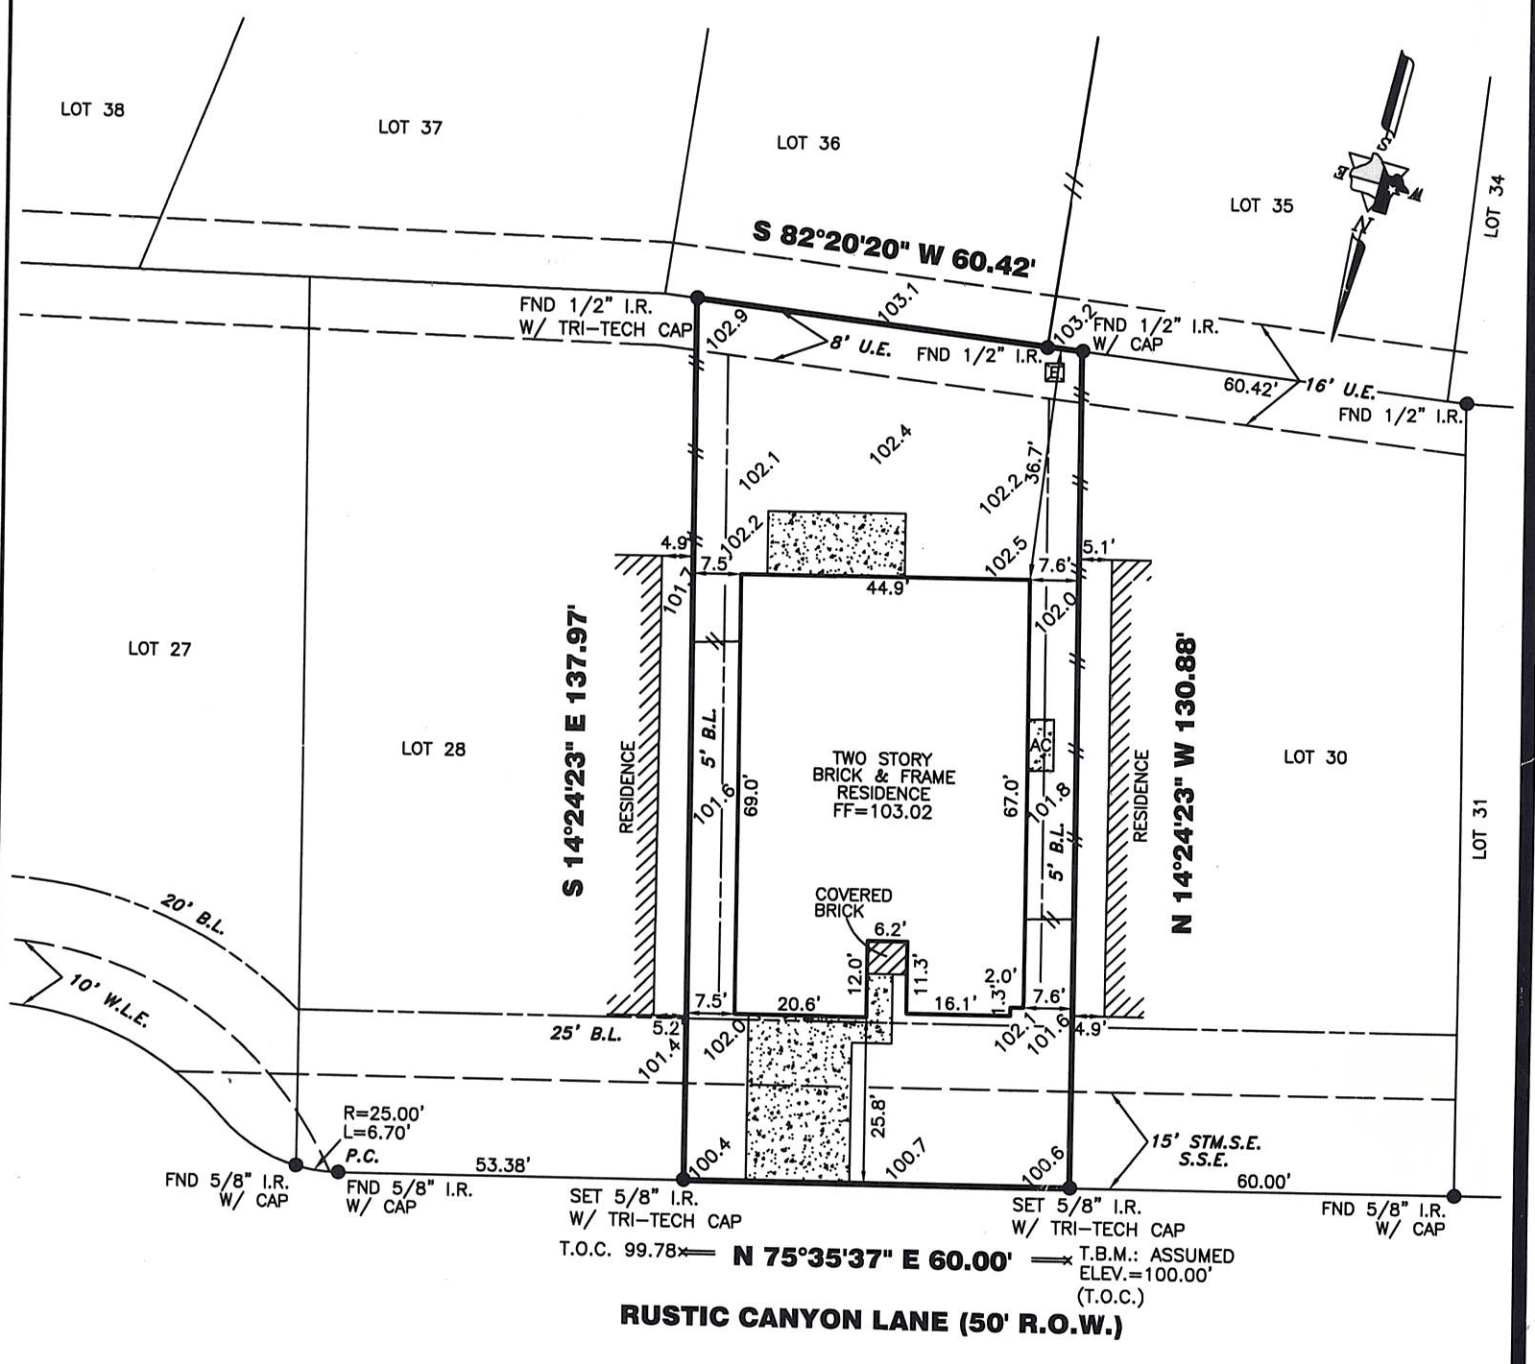 LOT 38
LOT 37
LOT 36
LOT 35
LOT 34
S
E
W
N
S 82°20'20" W 60.42'
FND 1/2" I.R.
W/ TRI-TECH CAP
102.9
103.1
103.2
8' U.E.
FND 1/2" I.R.
FND 1/2" I.R.
W/ CAP
E
60.42'
16' U.E.
FND 1/2" I.R.
102.1
102.4
102.2
36.7'
102.2
102.5
4.9'
7.5'
44.9'
7.6'
5.1'
101.7
102.0
LOT 27
LOT 28
S 14°24'23" E 137.97'
RESIDENCE
5' B.L.
101.6
69.0'
TWO STORY
BRICK & FRAME
RESIDENCE
FF=103.02
67.0'
AC
101.8
5' B.L.
RESIDENCE
N 14°24'23" W 130.88'
LOT 30
LOT 31
COVERED
BRICK
6.2'
12.0'
11.3'
2.0'
1.3'
7.5'
20.6'
16.1'
7.6'
20' B.L.
10' W.L.E.
25' B.L.
5.2'
101.4
102.0
102.1
101.6
4.9'
25.8'
15' STM.S.E.
S.S.E.
R=25.00'
L=6.70'
P.C.
100.4
100.7
100.6
53.38'
60.00'
FND 5/8" I.R.
W/ CAP
FND 5/8" I.R.
W/ CAP
SET 5/8" I.R.
W/ TRI-TECH CAP
SET 5/8" I.R.
W/ TRI-TECH CAP
FND 5/8" I.R.
W/ CAP
T.O.C. 99.78
N 75°35'37" E 60.00'
T.B.M.: ASSUMED
ELEV.=100.00'
(T.O.C.)
RUSTIC CANYON LANE (50' R.O.W.)